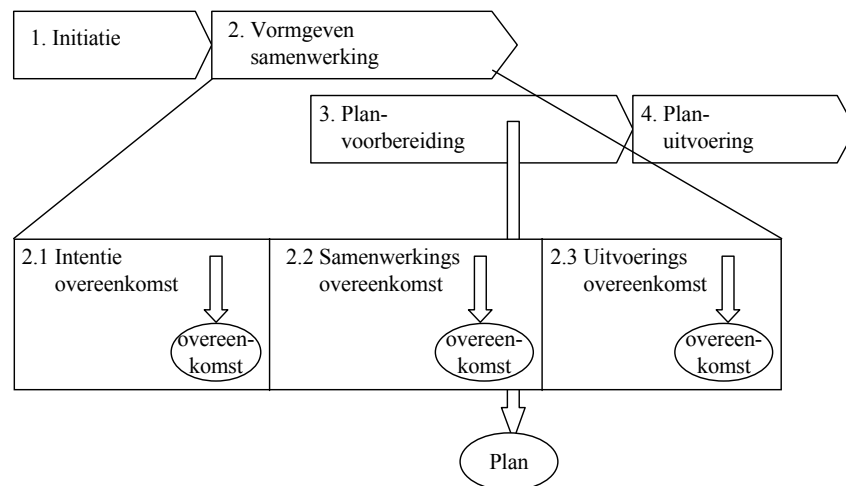 1. Initiatie
2. Vormgeven
samenwerking
3. Plan-
voorbereiding
4. Plan-
uitvoering
2.1 Intentie
overeenkomst
overeen-
komst
2.2 Samenwerkings
overeenkomst
overeen-
komst
2.3 Uitvoerings
overeenkomst
overeen-
komst
Plan